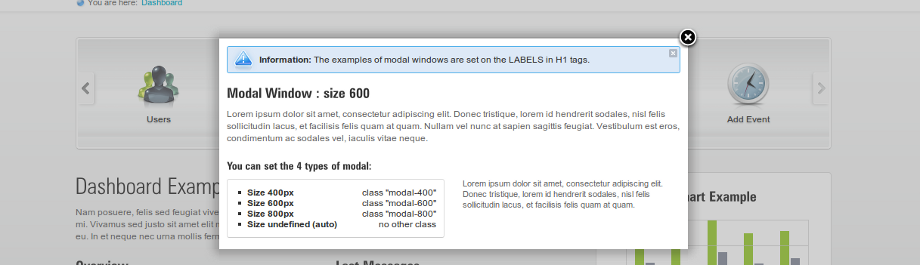 You are here: Dashboard
Information: The examples of modal windows are set on the LABELS in H1 tags.
Modal Window : size 600
Lorem ipsum dolor sit amet, consectetur adipiscing elit. Donec tristique, lorem id hendrerit sodales, nisl felis
sollicitudin lacus, et facilisis felis quam at quam. Nullam vel nunc at sapien sagittis feugiat. Vestibulum est eros,
condimentum ac sodales vel, iaculis vitae neque.
Users
Add Event
You can set the 4 types of modal:
Size 400px class "modal-400"
Size 600px class "modal-600"
Size 800px class "modal-800"
Size undefined (auto) no other class
Lorem ipsum dolor sit amet, consectetur adipiscing elit.
Donec tristique, lorem id hendrerit sodales, nisl felis
sollicitudin lacus, et facilisis felis quam at quam.
Dashboard Examp
Nam posuere, felis sed feugiat vive
mi. Vivamus sed justo sit amet elit
eu. In et neque nec urna mollis fem
art Example
Overview
Last Messages